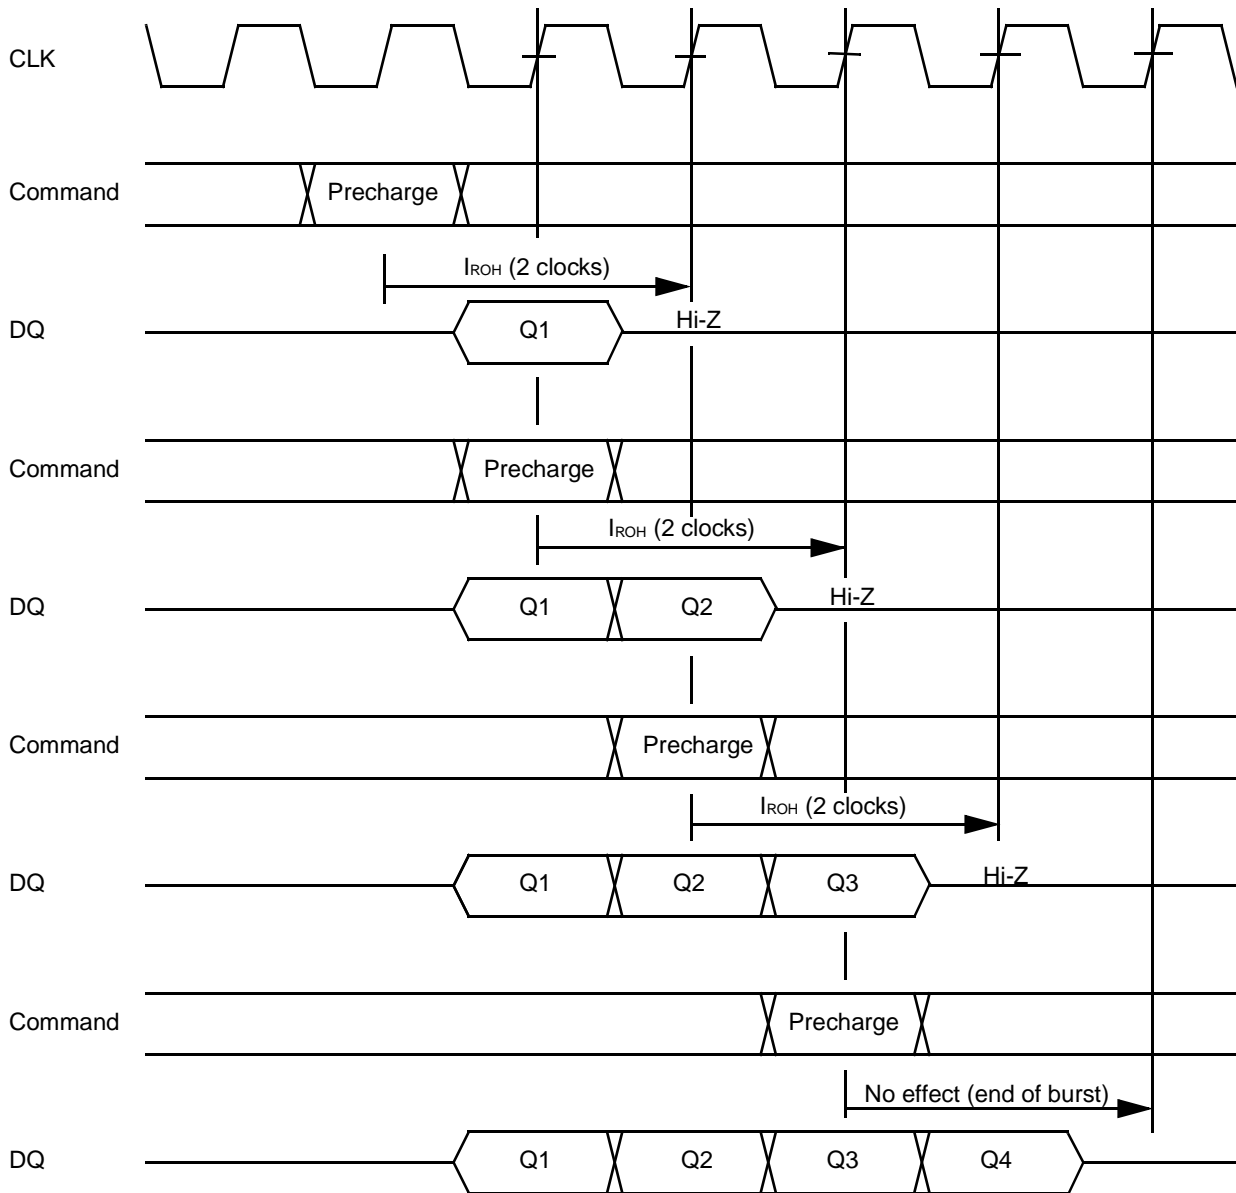 CLK
Command Precharge
IROH (2 clocks)
DQ Q1 Hi-Z
Command Precharge
IROH (2 clocks)
DQ Q1 Q2 Hi-Z
Command Precharge
IROH (2 clocks)
DQ Q1 Q2 Q3 Hi-Z
Command Precharge
No effect (end of burst)
DQ Q1 Q2 Q3 Q4